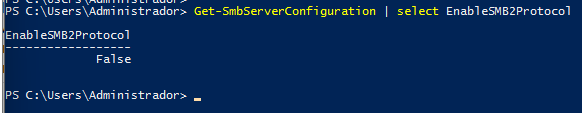 PS C:\Users\Administrador> Get-SmbServerConfiguration | select EnableSMB2Protocol
EnableSMB2Protocol
------------------
False
PS C:\Users\Administrador> _